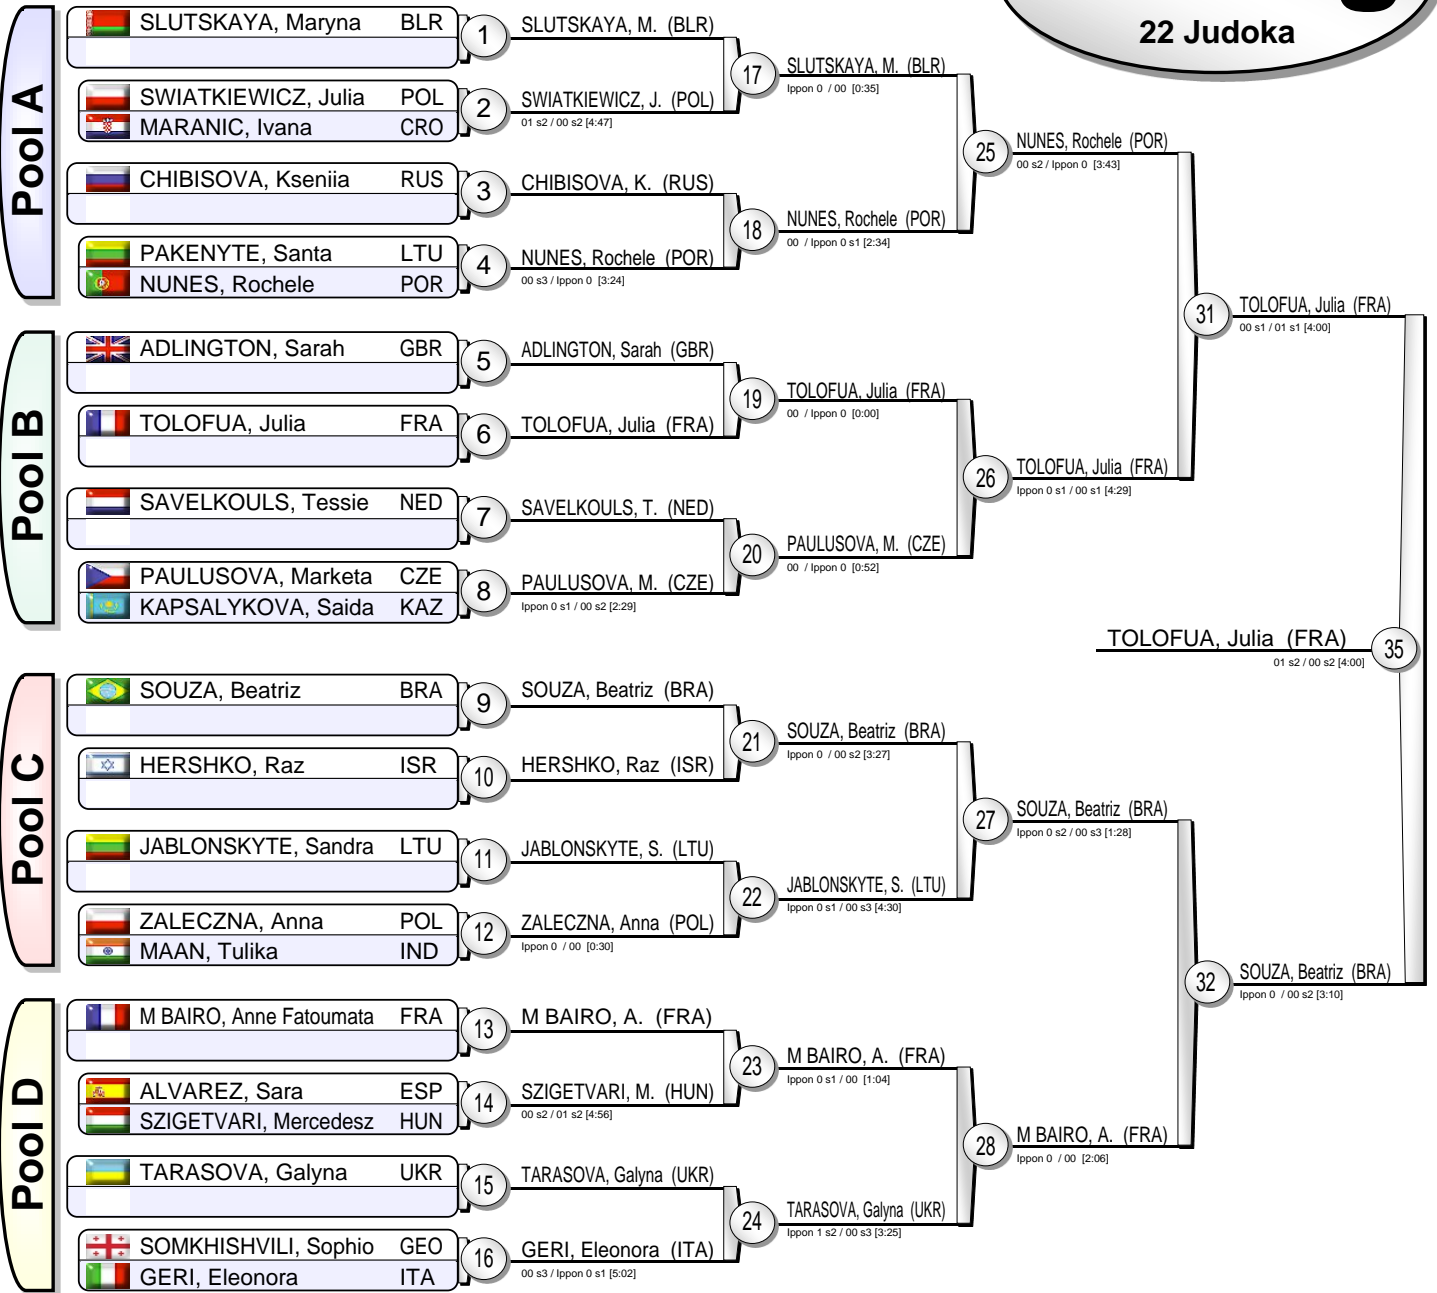 22 Judoka
Pool A
SLUTSKAYA, Maryna BLR
1
SLUTSKAYA, M. (BLR)
SWIATKIEWICZ, Julia POL
MARANIC, Ivana CRO
2
SWIATKIEWICZ, J. (POL)
01 s2 / 00 s2 [4:47]
17
SLUTSKAYA, M. (BLR)
Ippon 0 / 00 [0:35]
CHIBISOVA, Kseniia RUS
3
CHIBISOVA, K. (RUS)
PAKENYTE, Santa LTU
NUNES, Rochele POR
4
NUNES, Rochele (POR)
00 s3 / Ippon 0 [3:24]
18
NUNES, Rochele (POR)
00 / Ippon 0 s1 [2:34]
25
NUNES, Rochele (POR)
00 s2 / Ippon 0 [3:43]
Pool B
ADLINGTON, Sarah GBR
5
ADLINGTON, Sarah (GBR)
TOLOFUA, Julia FRA
6
TOLOFUA, Julia (FRA)
19
TOLOFUA, Julia (FRA)
00 / Ippon 0 [0:00]
SAVELKOULS, Tessie NED
7
SAVELKOULS, T. (NED)
PAULUSOVA, Marketa CZE
KAPSALYKOVA, Saida KAZ
8
PAULUSOVA, M. (CZE)
Ippon 0 s1 / 00 s2 [2:29]
20
PAULUSOVA, M. (CZE)
00 / Ippon 0 [0:52]
26
TOLOFUA, Julia (FRA)
Ippon 0 s1 / 00 s1 [4:29]
31
TOLOFUA, Julia (FRA)
00 s1 / 01 s1 [4:00]
TOLOFUA, Julia (FRA)
35
01 s2 / 00 s2 [4:00]
Pool C
SOUZA, Beatriz BRA
9
SOUZA, Beatriz (BRA)
HERSHKO, Raz ISR
10
HERSHKO, Raz (ISR)
21
SOUZA, Beatriz (BRA)
Ippon 0 / 00 s2 [3:27]
JABLONSKYTE, Sandra LTU
11
JABLONSKYTE, S. (LTU)
ZALECZNA, Anna POL
MAAN, Tulika IND
12
ZALECZNA, Anna (POL)
Ippon 0 / 00 [0:30]
22
JABLONSKYTE, S. (LTU)
Ippon 0 s1 / 00 s3 [4:30]
27
SOUZA, Beatriz (BRA)
Ippon 0 s2 / 00 s3 [1:28]
Pool D
M BAIRO, Anne Fatoumata FRA
13
M BAIRO, A. (FRA)
ALVAREZ, Sara ESP
SZIGETVARI, Mercedesz HUN
14
SZIGETVARI, M. (HUN)
00 s2 / 01 s2 [4:56]
23
M BAIRO, A. (FRA)
Ippon 0 s1 / 00 [1:04]
TARASOVA, Galyna UKR
15
TARASOVA, Galyna (UKR)
SOMKHISHVILI, Sophio GEO
GERI, Eleonora ITA
16
GERI, Eleonora (ITA)
00 s3 / Ippon 0 s1 [5:02]
24
TARASOVA, Galyna (UKR)
Ippon 1 s2 / 00 s3 [3:25]
28
M BAIRO, A. (FRA)
Ippon 0 / 00 [2:06]
32
SOUZA, Beatriz (BRA)
Ippon 0 / 00 s2 [3:10]